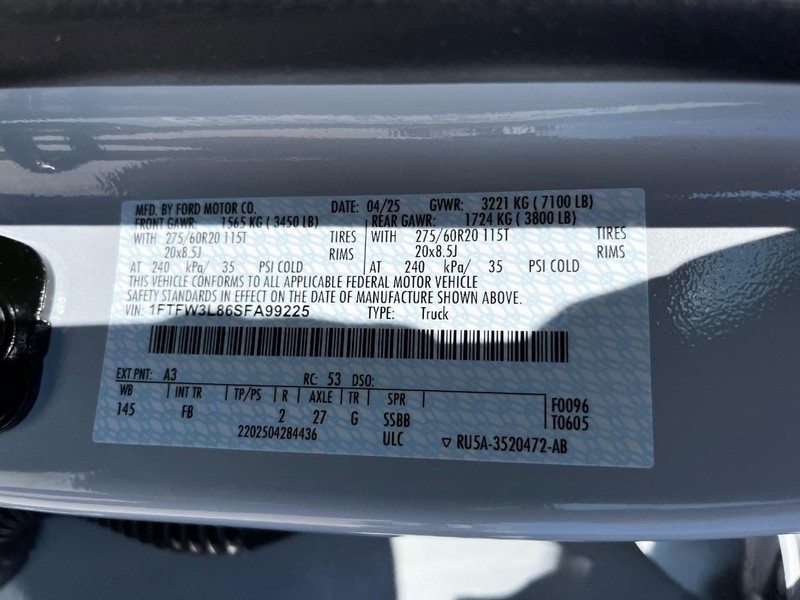 MFD. BY FORD MOTOR CO. DATE: 04/25 GVWR: 3221 KG ( 7100 LB)
FRONT GAWR: 1565 KG ( 3450 LB) REAR GAWR: 1724 KG ( 3800 LB)
WITH 275/60R20 115T TIRES WITH 275/60R20 115T TIRES
20x8.5J RIMS 20x8.5J RIMS
AT 240 kPa/ 35 PSI COLD AT 240 kPa/ 35 PSI COLD
THIS VEHICLE CONFORMS TO ALL APPLICABLE FEDERAL MOTOR VEHICLE
SAFETY STANDARDS IN EFFECT ON THE DATE OF MANUFACTURE SHOWN ABOVE.
VIN: 1FTFW3L86SFA99225 TYPE: Truck
EXT PNT: A3 RC: 53 DSO:
WB INT TR TP/PS R AXLE TR SPR F0096
145 FB 2 27 G SSBB T0605
2202504284436 ULC ▽ RU5A-3520472-AB